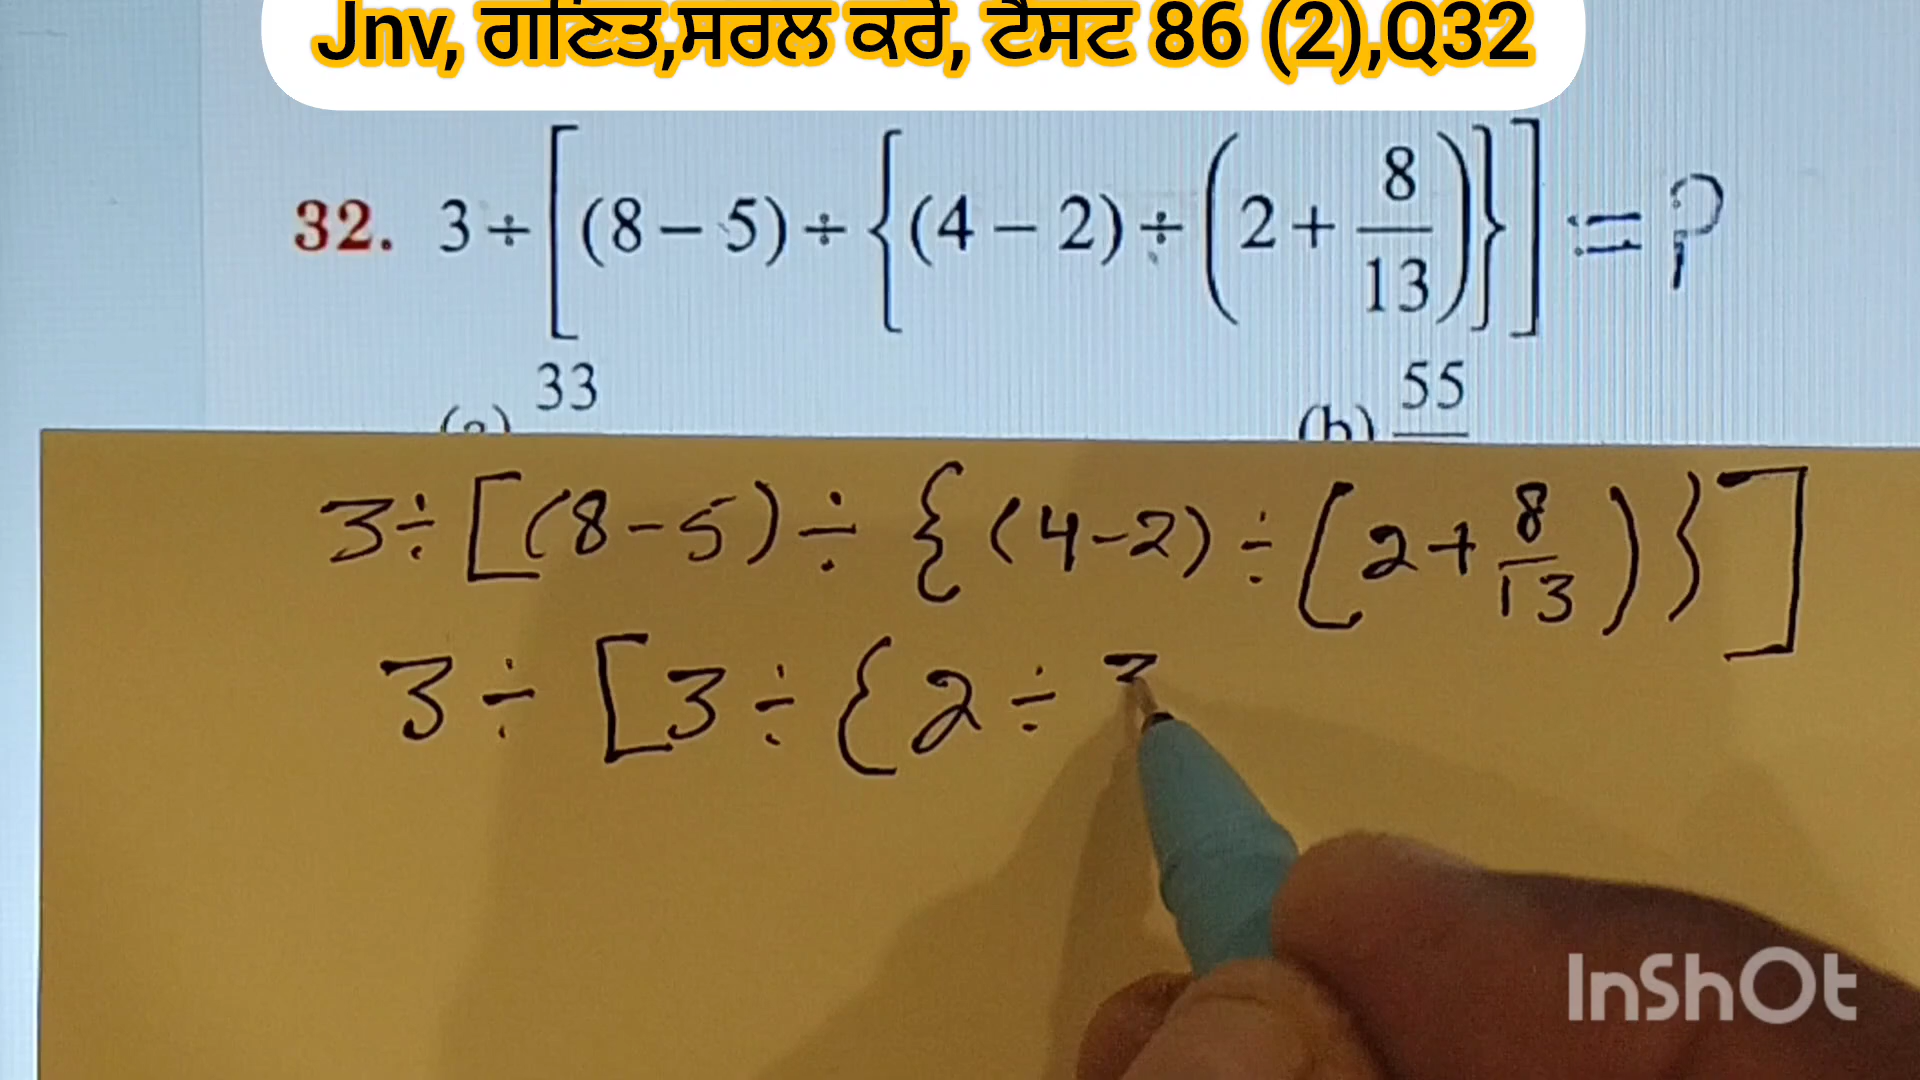 Jnv, ਗਣਿਤ,ਸਰਲ ਕਰੋ, ਟੈਸਟ 86 (2),Q32
32. 3 ÷ [(8 – 5) ÷ {(4 – 2) ÷ (2 + 8/13)}] = ?
(a) 33 (b) 55
3 ÷ [(8-5) ÷ {(4-2) ÷ (2+8/13)}]
3 ÷ [3 ÷ {2 ÷ 3
InShOt